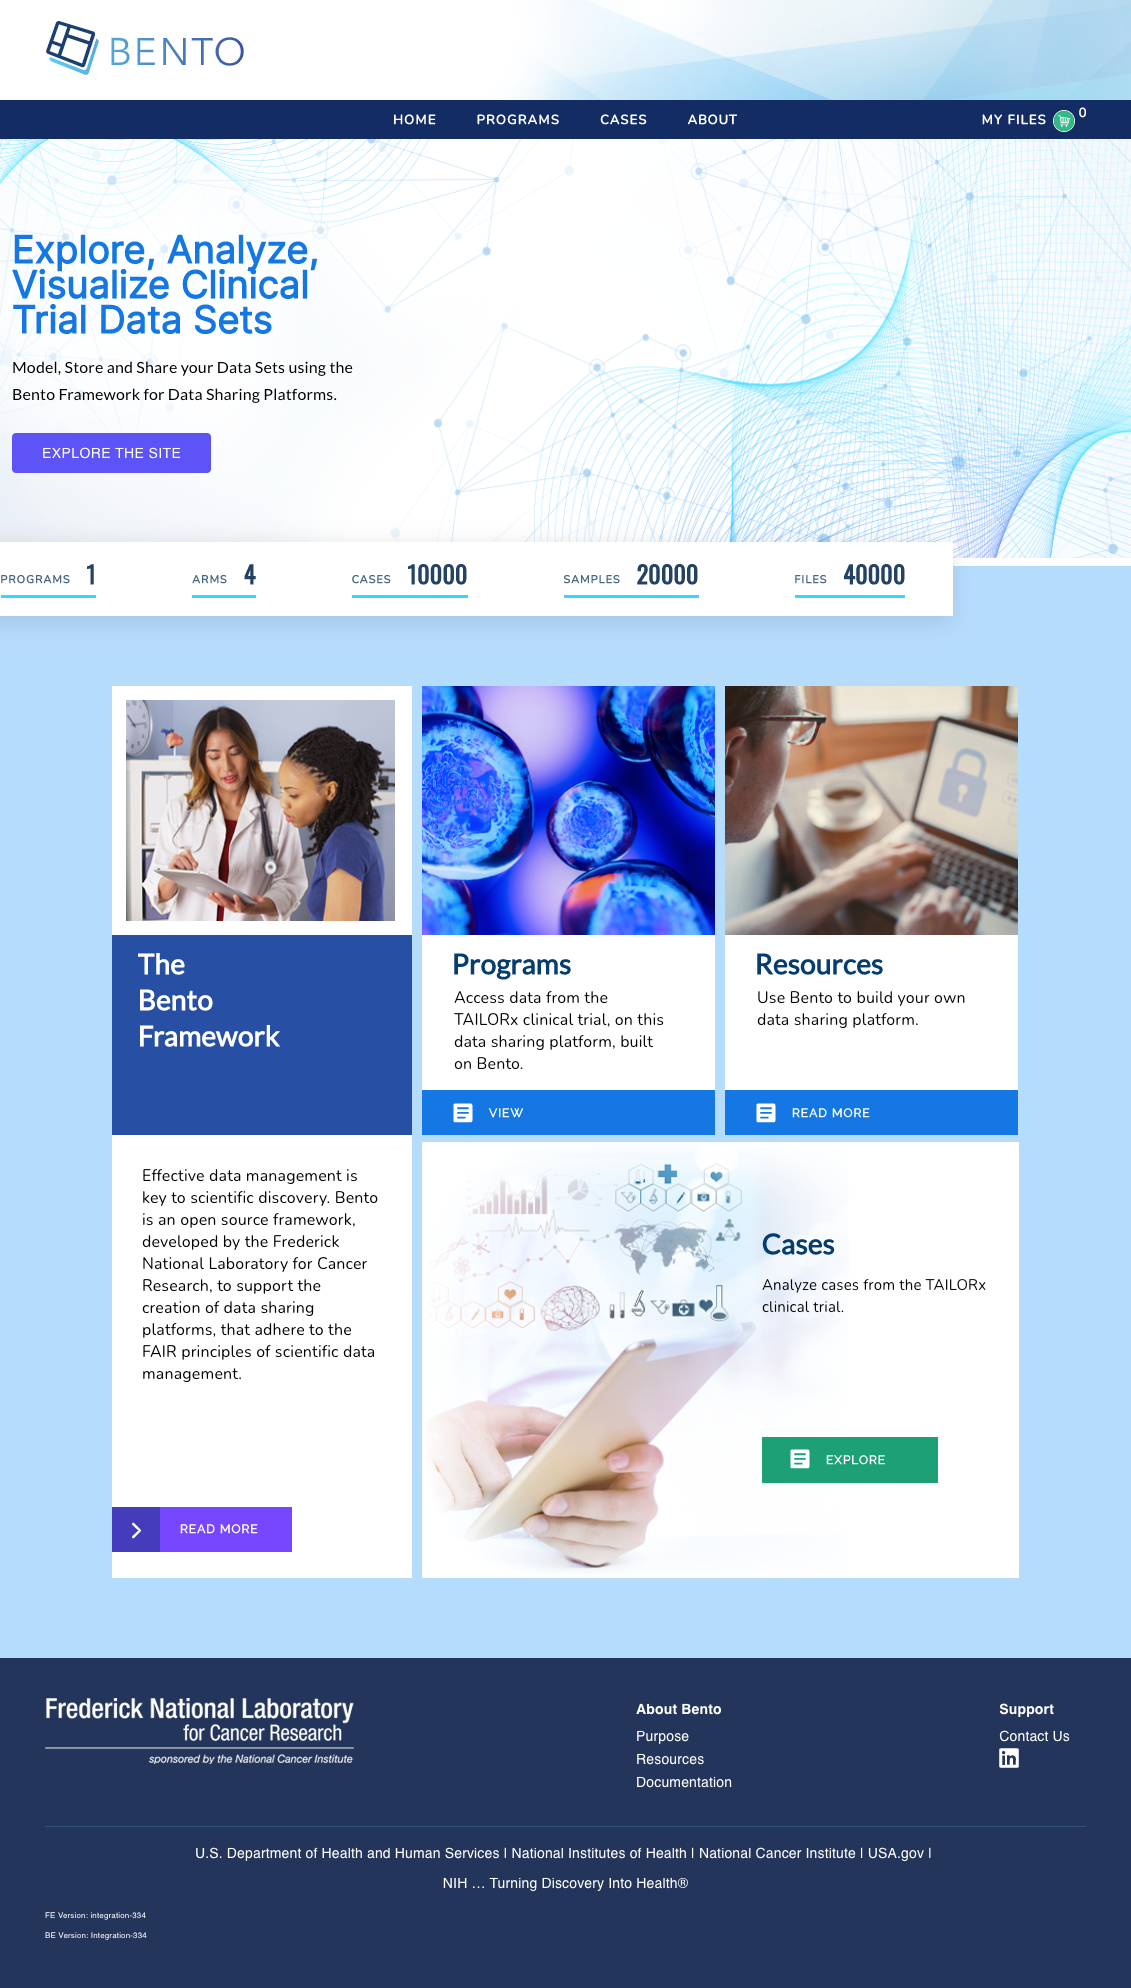 BENTO
HOME PROGRAMS CASES ABOUT MY FILES 0
Explore, Analyze,
Visualize Clinical
Trial Data Sets
Model, Store and Share your Data Sets using the
Bento Framework for Data Sharing Platforms.
EXPLORE THE SITE
PROGRAMS 1 ARMS 4 CASES 10000 SAMPLES 20000 FILES 40000
The
Bento
Framework
Effective data management is
key to scientific discovery. Bento
is an open source framework,
developed by the Frederick
National Laboratory for Cancer
Research, to support the
creation of data sharing
platforms, that adhere to the
FAIR principles of scientific data
management.
READ MORE
Programs
Access data from the
TAILORx clinical trial, on this
data sharing platform, built
on Bento.
VIEW
Resources
Use Bento to build your own
data sharing platform.
READ MORE
Cases
Analyze cases from the TAILORx
clinical trial.
EXPLORE
Frederick National Laboratory
for Cancer Research
sponsored by the National Cancer Institute
About Bento
Purpose
Resources
Documentation
Support
Contact Us
in
U.S. Department of Health and Human Services | National Institutes of Health | National Cancer Institute | USA.gov |
NIH … Turning Discovery Into Health®
FE Version: integration-334
BE Version: Integration-334